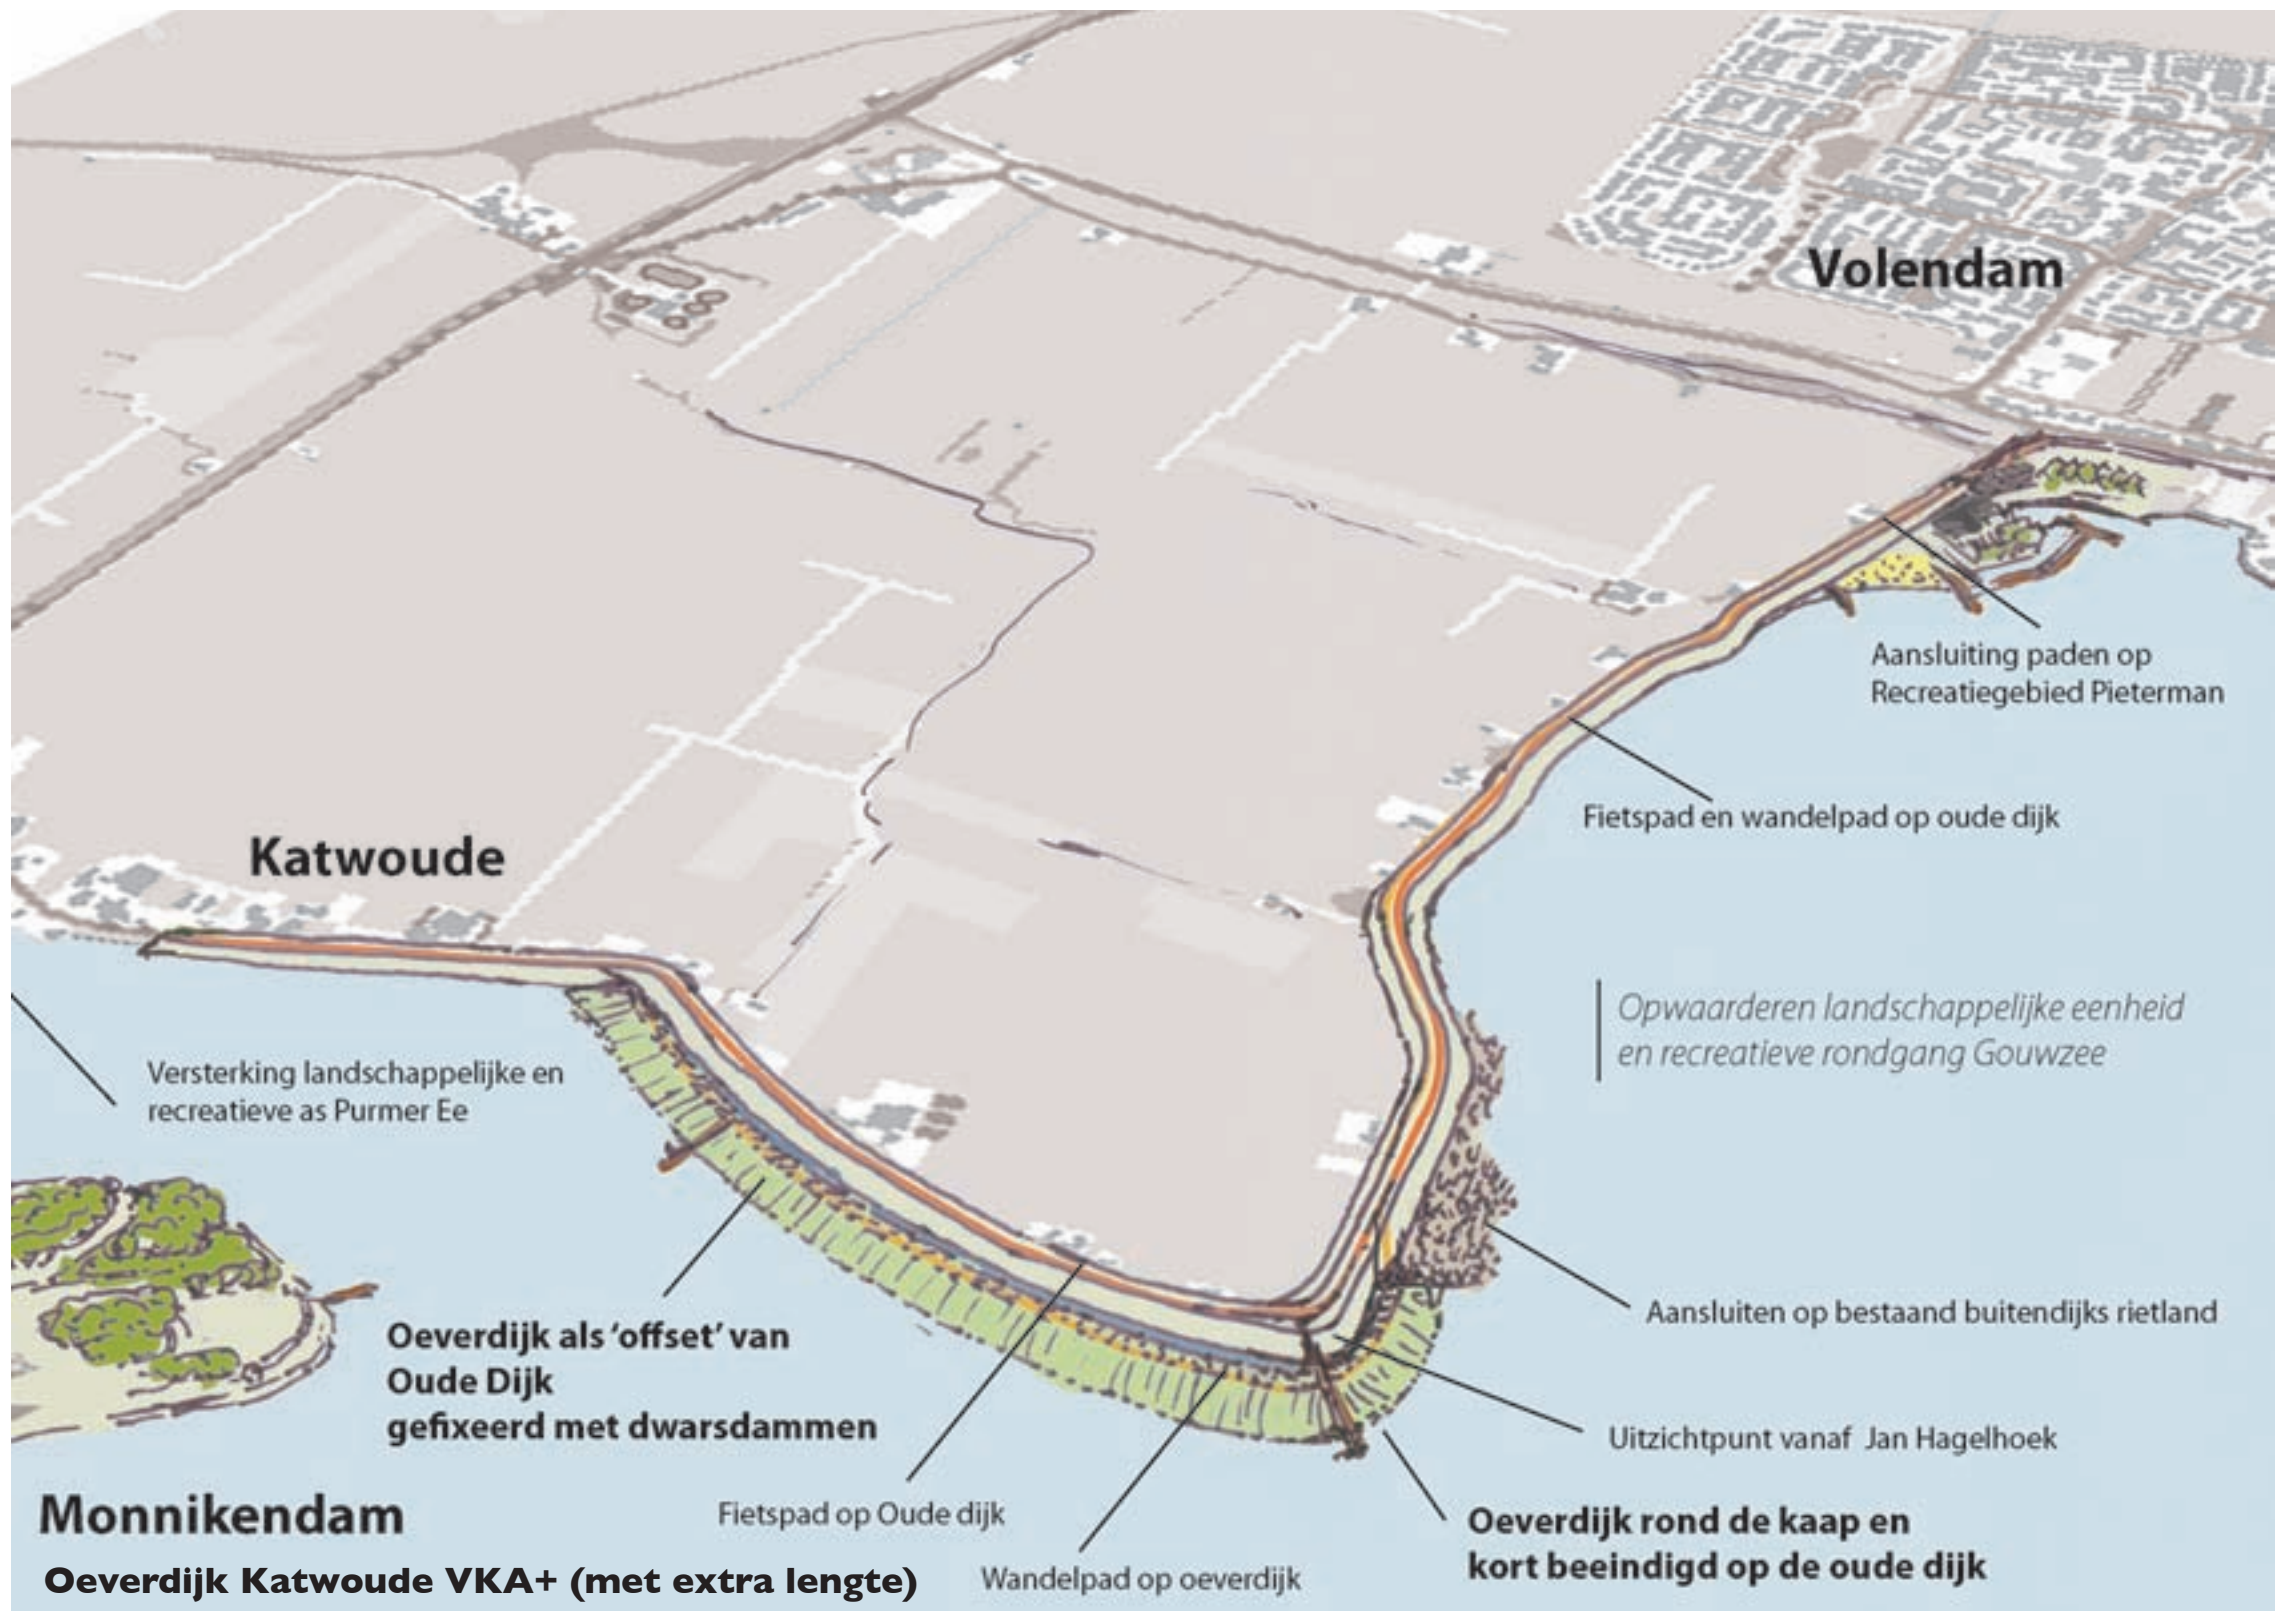 Volendam
Aansluiting paden op
Recreatiegebied Pieterman
Fietspad en wandelpad op oude dijk
Katwoude
Opwaarderen landschappelijke eenheid
en recreatieve rondgang Gouwzee
Versterking landschappelijke en
recreatieve as Purmer Ee
Aansluiten op bestaand buitendijks rietland
Oeverdijk als ‘offset’ van
Oude Dijk
gefixeerd met dwarsdammen
Uitzichtpunt vanaf Jan Hagelhoek
Monnikendam
Fietspad op Oude dijk
Oeverdijk rond de kaap en
kort beeindigd op de oude dijk
Oeverdijk Katwoude VKA+ (met extra lengte)
Wandelpad op oeverdijk